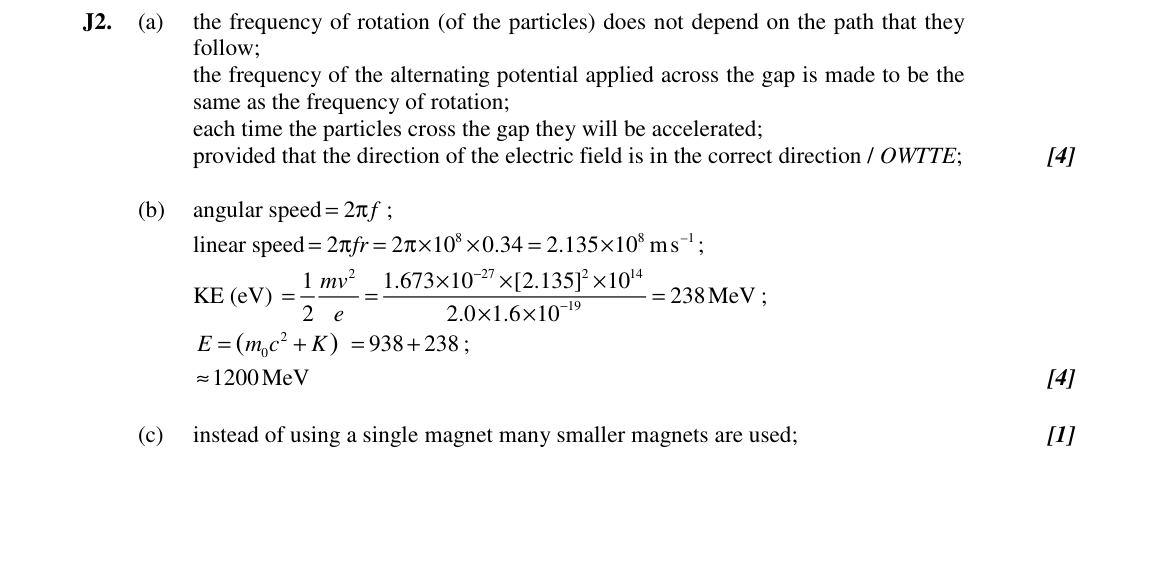 J2. (a) the frequency of rotation (of the particles) does not depend on the path that they
follow;
the frequency of the alternating potential applied across the gap is made to be the
same as the frequency of rotation;
each time the particles cross the gap they will be accelerated;
provided that the direction of the electric field is in the correct direction / OWTTE; [4]
(b) angular speed = 2πf ;
linear speed = 2πfr = 2π×10⁸ ×0.34 = 2.135×10⁸ m s⁻¹ ;
KE (eV) = 1/2 mv²/e = 1.673×10⁻²⁷ ×[2.135]² ×10¹⁴ / 2.0×1.6×10⁻¹⁹ = 238 MeV ;
E = (m₀c² + K) = 938 + 238 ;
≈ 1200 MeV [4]
(c) instead of using a single magnet many smaller magnets are used; [1]